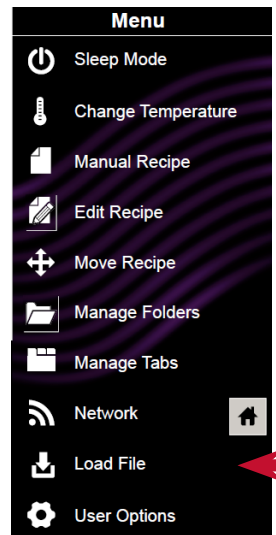 Menu
Sleep Mode
Change Temperature
Manual Recipe
Edit Recipe
Move Recipe
Manage Folders
Manage Tabs
Network
Load File
User Options